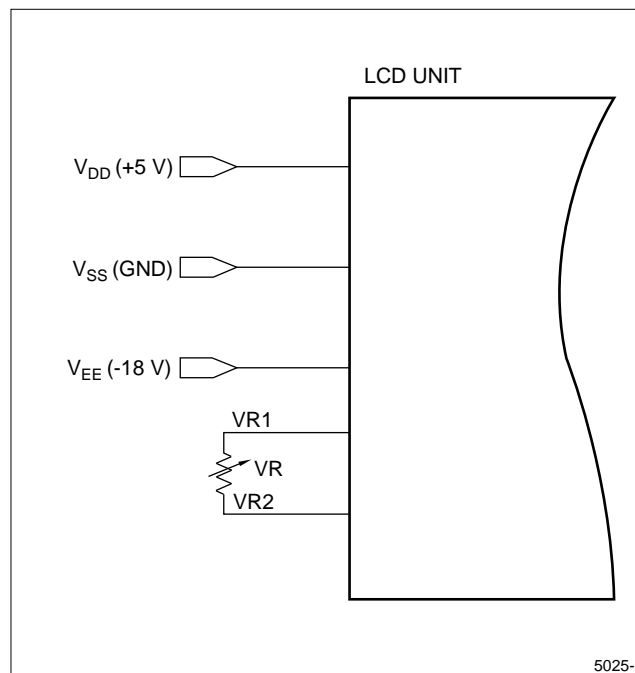 LCD UNIT
V_DD (+5 V)
V_SS (GND)
V_EE (-18 V)
VR1
VR
VR2
5025-